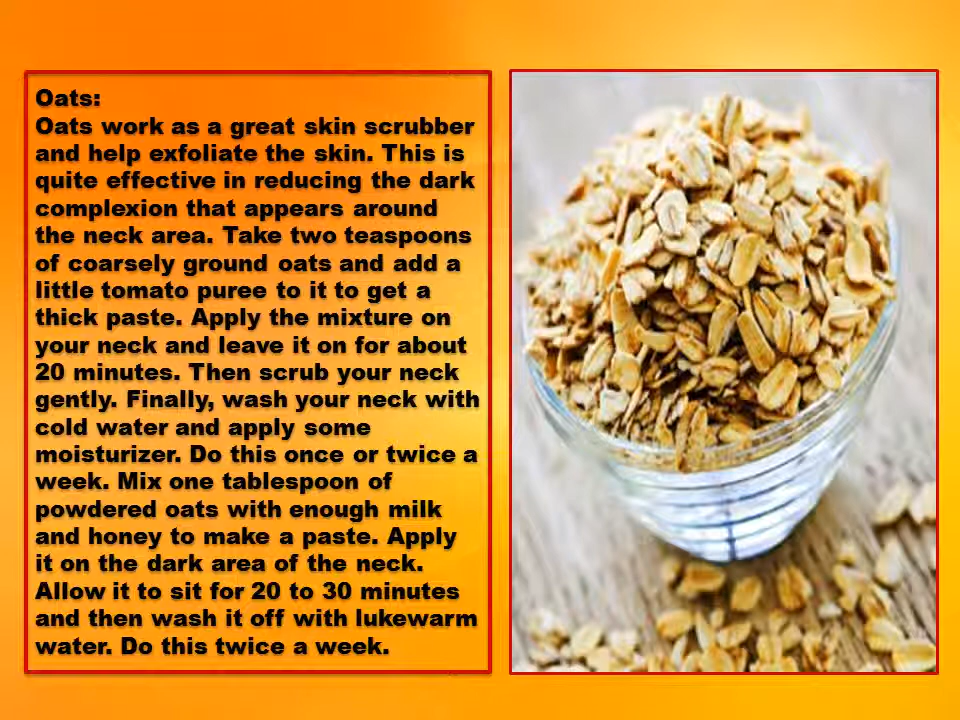 Oats:
Oats work as a great skin scrubber
and help exfoliate the skin. This is
quite effective in reducing the dark
complexion that appears around
the neck area. Take two teaspoons
of coarsely ground oats and add a
little tomato puree to it to get a
thick paste. Apply the mixture on
your neck and leave it on for about
20 minutes. Then scrub your neck
gently. Finally, wash your neck with
cold water and apply some
moisturizer. Do this once or twice a
week. Mix one tablespoon of
powdered oats with enough milk
and honey to make a paste. Apply
it on the dark area of the neck.
Allow it to sit for 20 to 30 minutes
and then wash it off with lukewarm
water. Do this twice a week.